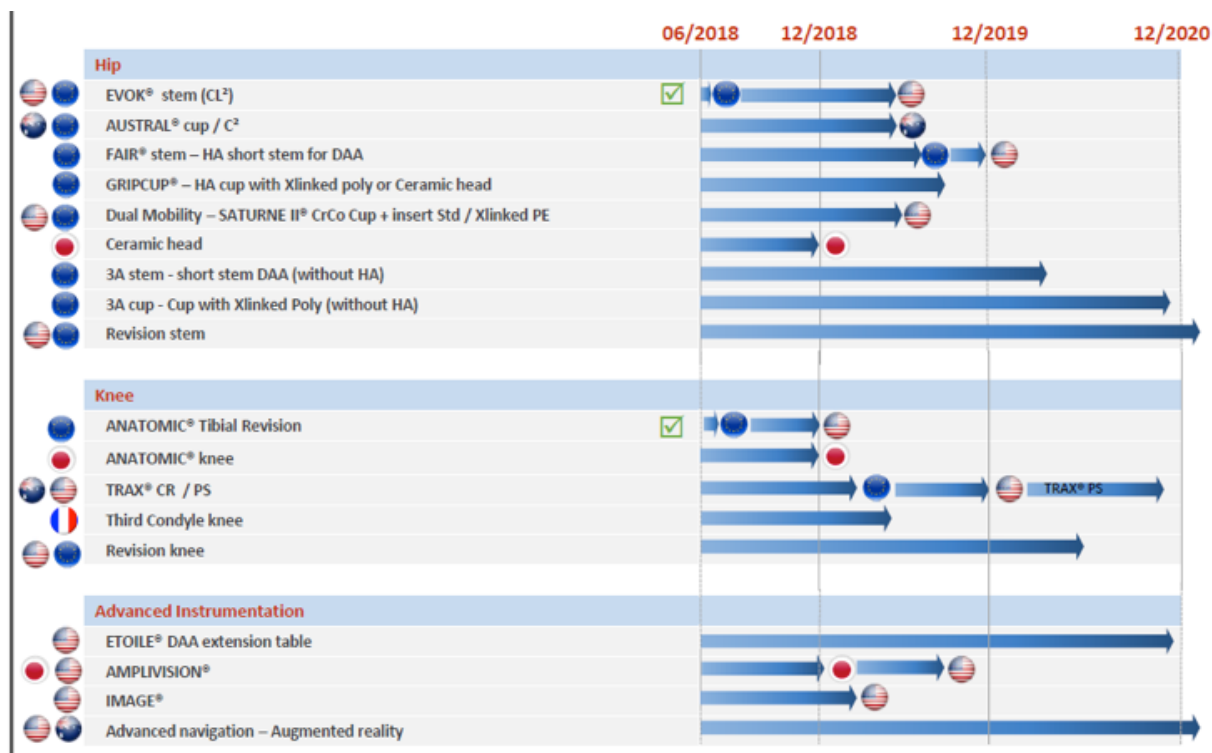 06/2018 12/2018 12/2019 12/2020
Hip
EVOK® stem (CL²)
AUSTRAL® cup / C²
FAIR® stem – HA short stem for DAA
GRIPCUP® – HA cup with Xlinked poly or Ceramic head
Dual Mobility – SATURNE II® CrCo Cup + insert Std / Xlinked PE
Ceramic head
3A stem - short stem DAA (without HA)
3A cup - Cup with Xlinked Poly (without HA)
Revision stem
Knee
ANATOMIC® Tibial Revision
ANATOMIC® knee
TRAX® CR / PS TRAX® PS
Third Condyle knee
Revision knee
Advanced Instrumentation
ETOILE® DAA extension table
AMPLIVISION®
IMAGE®
Advanced navigation – Augmented reality